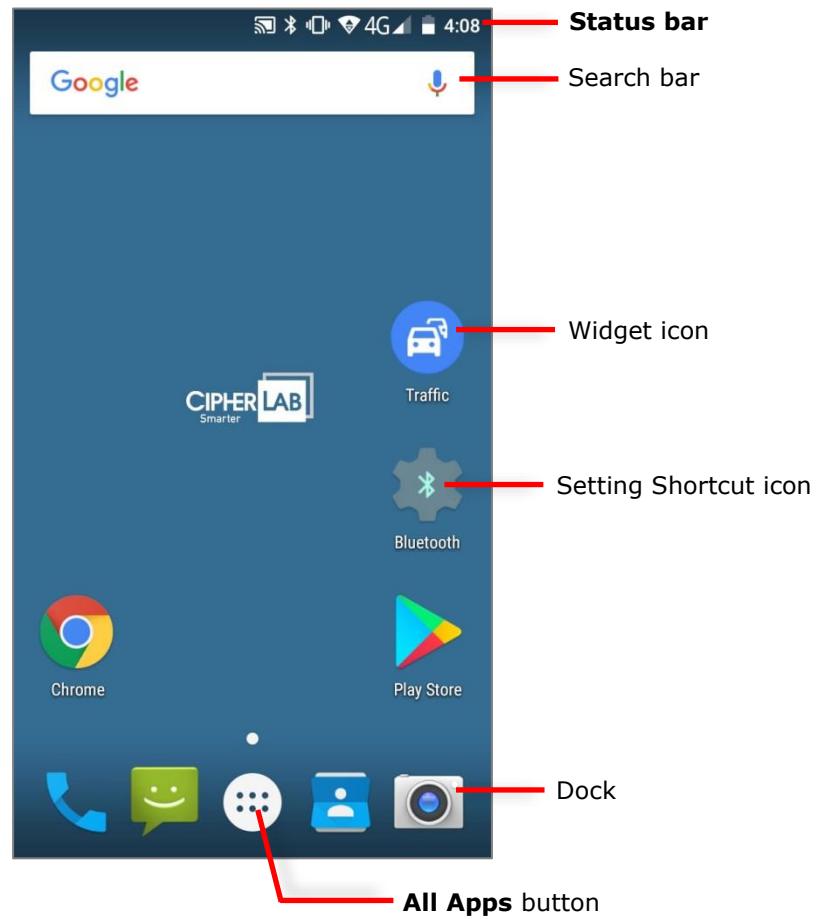 4G 4:08
Status bar
Google
Search bar
Widget icon
Traffic
CIPHERLAB
Smarter
Setting Shortcut icon
Bluetooth
Chrome
Play Store
Dock
All Apps button